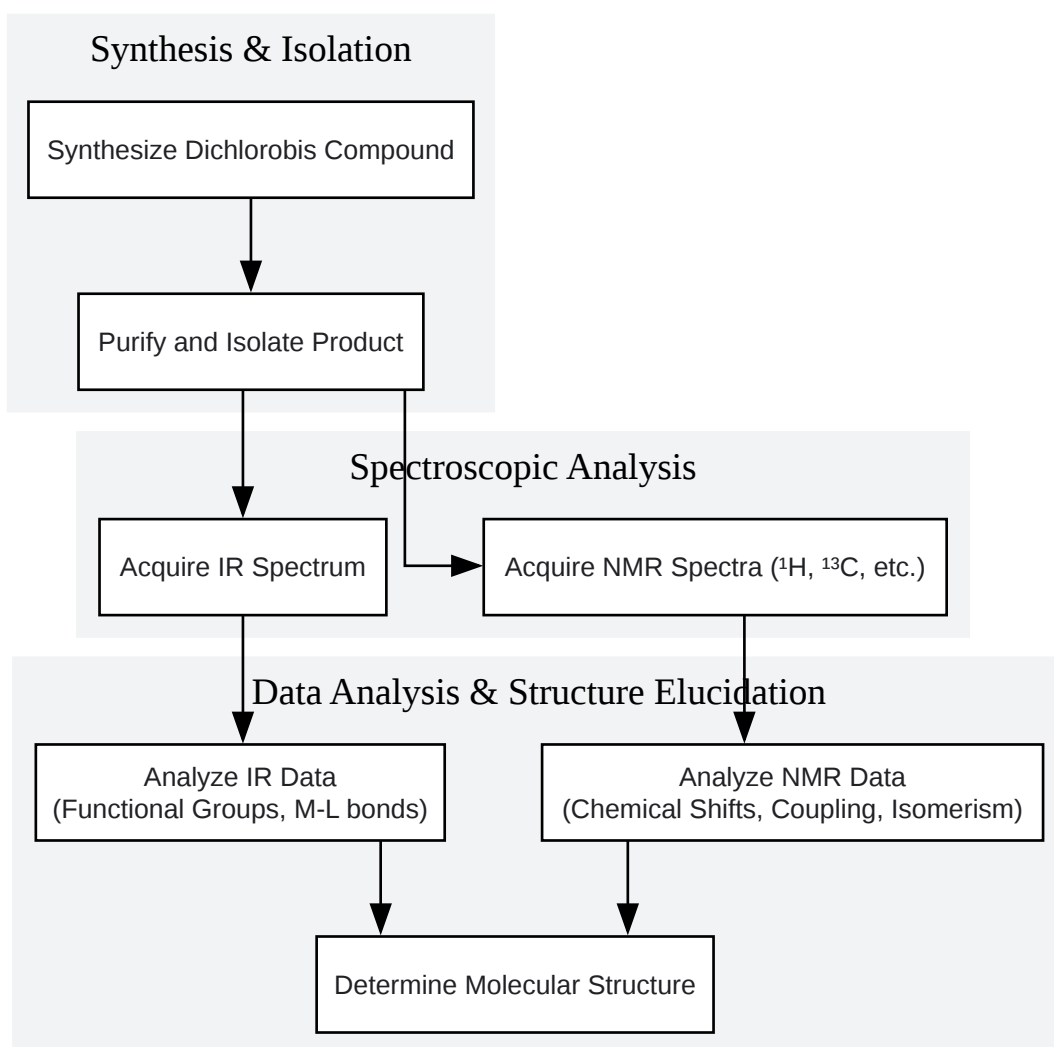 Synthesis & Isolation
Synthesize Dichlorobis Compound
Purify and Isolate Product
Spectroscopic Analysis
Acquire IR Spectrum
Acquire NMR Spectra (¹H, ¹³C, etc.)
Data Analysis & Structure Elucidation
Analyze IR Data
(Functional Groups, M-L bonds)
Analyze NMR Data
(Chemical Shifts, Coupling, Isomerism)
Determine Molecular Structure